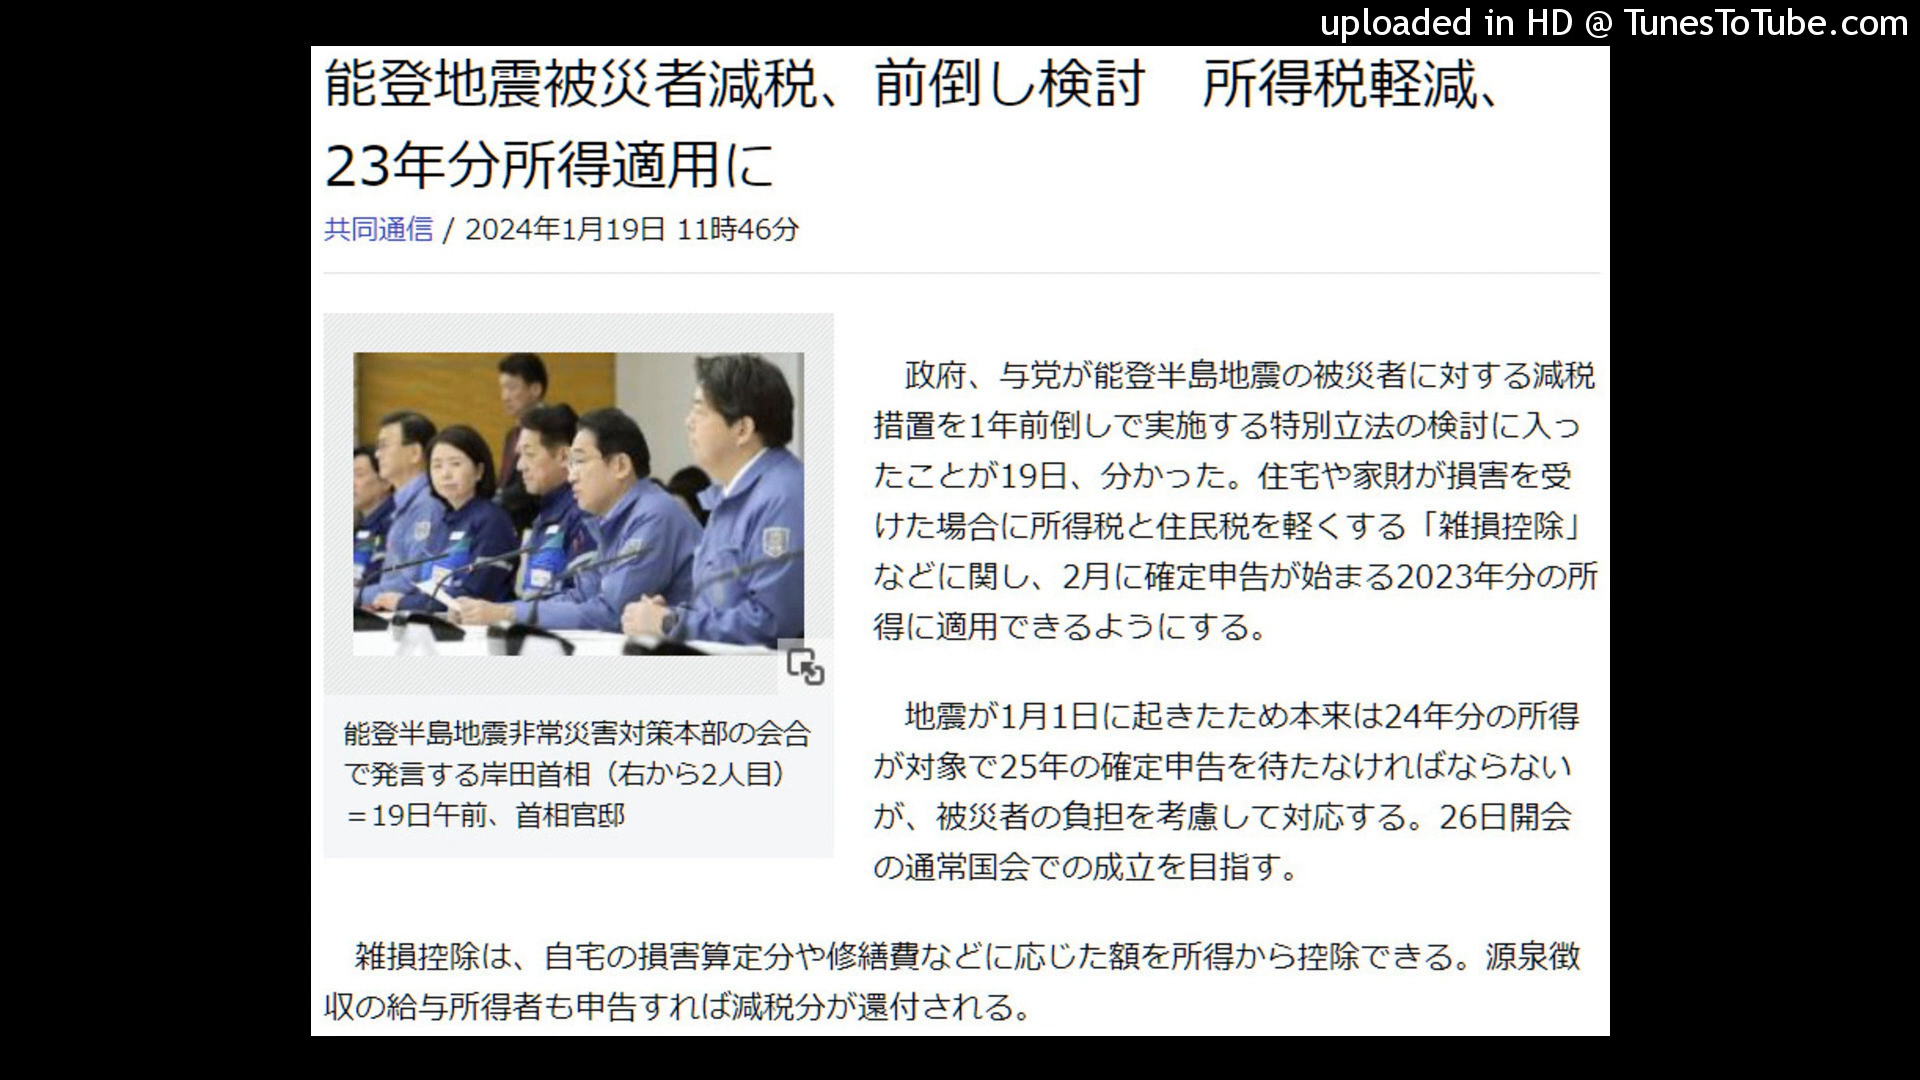 uploaded in HD @ TunesToTube.com
能登地震被災者減税、前倒し検討　所得税軽減、
23年分所得適用に
共同通信 / 2024年1月19日 11時46分
能登半島地震非常災害対策本部の会合
で発言する岸田首相（右から2人目）
＝19日午前、首相官邸
政府、与党が能登半島地震の被災者に対する減税
措置を1年前倒しで実施する特別立法の検討に入っ
たことが19日、分かった。住宅や家財が損害を受
けた場合に所得税と住民税を軽くする「雑損控除」
などに関し、2月に確定申告が始まる2023年分の所
得に適用できるようにする。
地震が1月1日に起きたため本来は24年分の所得
が対象で25年の確定申告を待たなければならない
が、被災者の負担を考慮して対応する。26日開会
の通常国会での成立を目指す。
雑損控除は、自宅の損害算定分や修繕費などに応じた額を所得から控除できる。源泉徴
収の給与所得者も申告すれば減税分が還付される。